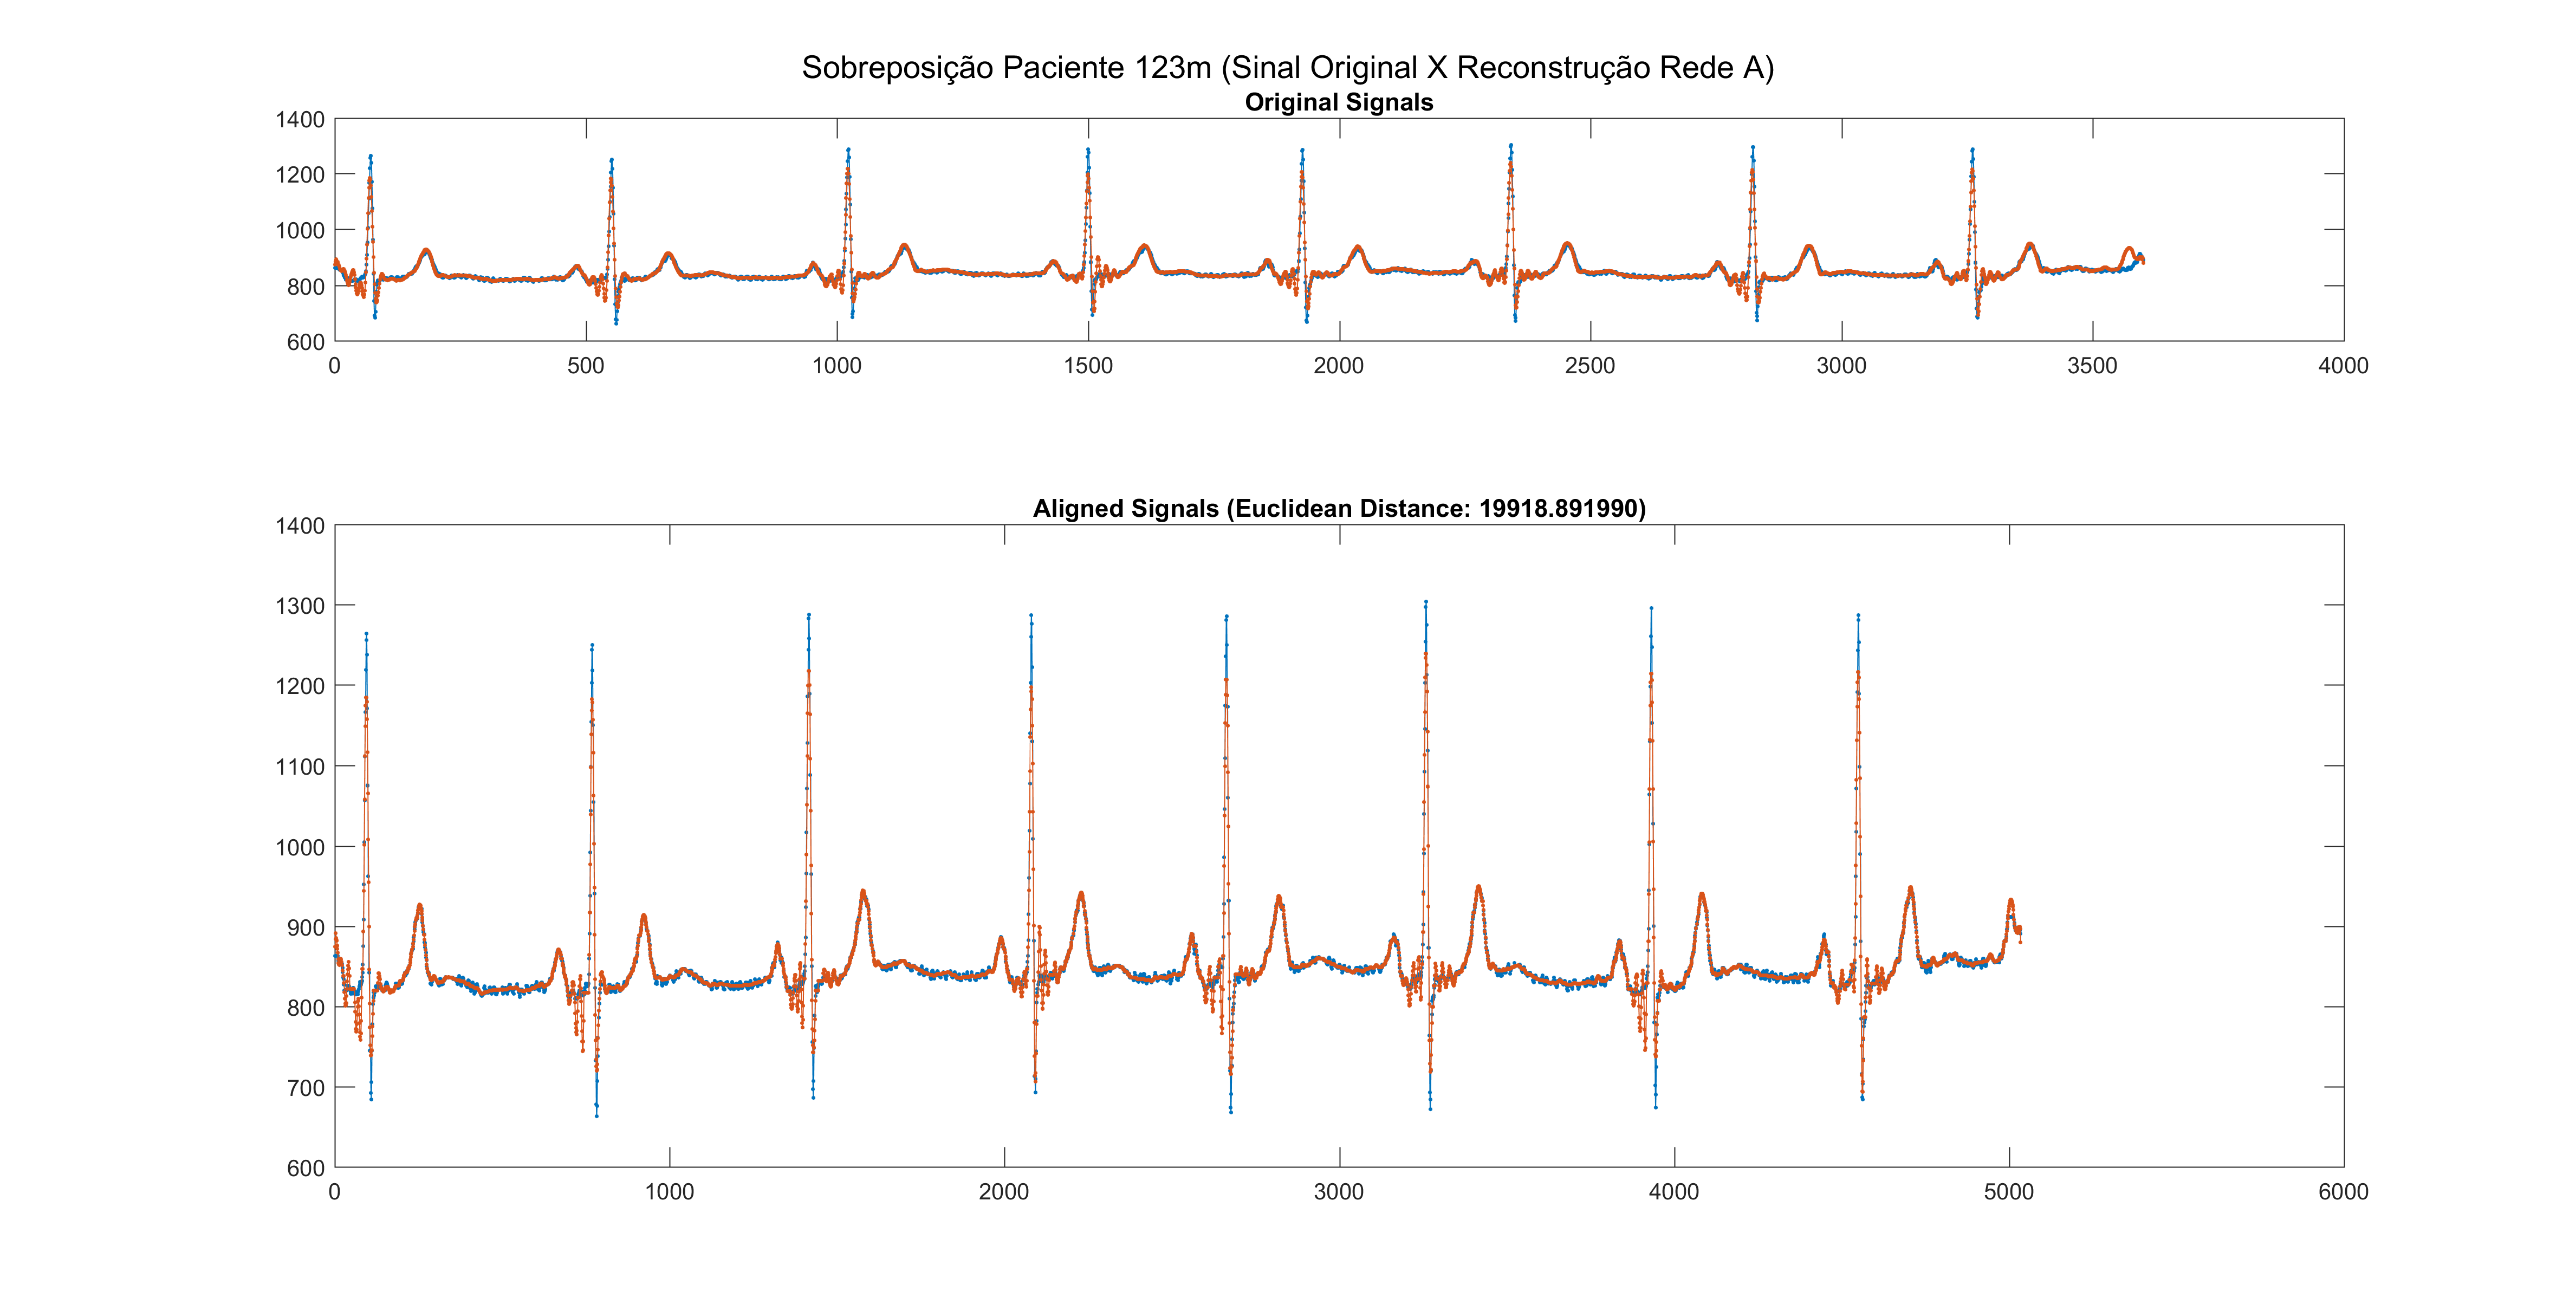 Sobreposição Paciente 123m (Sinal Original X Reconstrução Rede A)
Original Signals
1400
1200
1000
800
600
0 500 1000 1500 2000 2500 3000 3500 4000
Aligned Signals (Euclidean Distance: 19918.891990)
1400
1300
1200
1100
1000
900
800
700
600
0 1000 2000 3000 4000 5000 6000